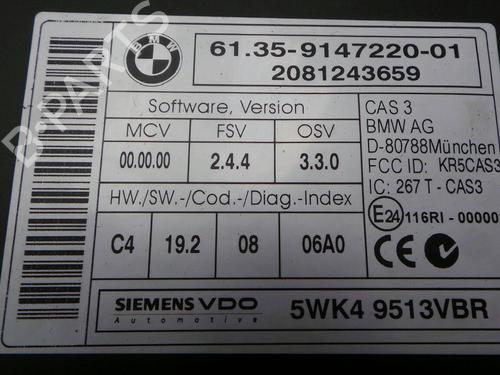 BMW
61.35-9147220-01
2081243659
Software, Version
MCV FSV OSV
00.00.00 2.4.4 3.3.0
HW./SW.-/Cod.-/Diag.-Index
C4 19.2 08 06A0
CAS 3
BMW AG
D-80788München
FCC ID: KR5CAS3
IC: 267 T - CAS3
E24 116RI - 00000
CE
SIEMENS VDO
Automotive
5WK4 9513VBR
B-PARTS